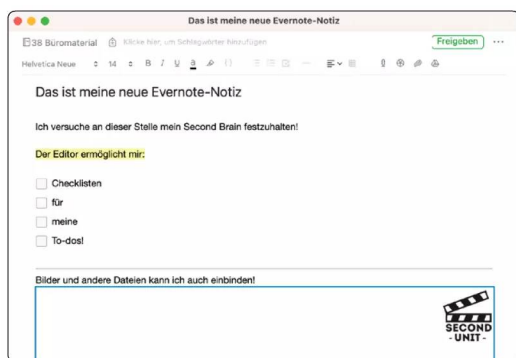 Das ist meine neue Evernote-Notiz
38 Büromaterial Klicke hier, um Schlagwörter hinzufügen Freigeben ...
Helvetica Neue 14 B I U a
Das ist meine neue Evernote-Notiz
Ich versuche an dieser Stelle mein Second Brain festzuhalten!
Der Editor ermöglicht mir:
Checklisten
für
meine
To-dos!
Bilder und andere Dateien kann ich auch einbinden!
SECOND
- UNIT -